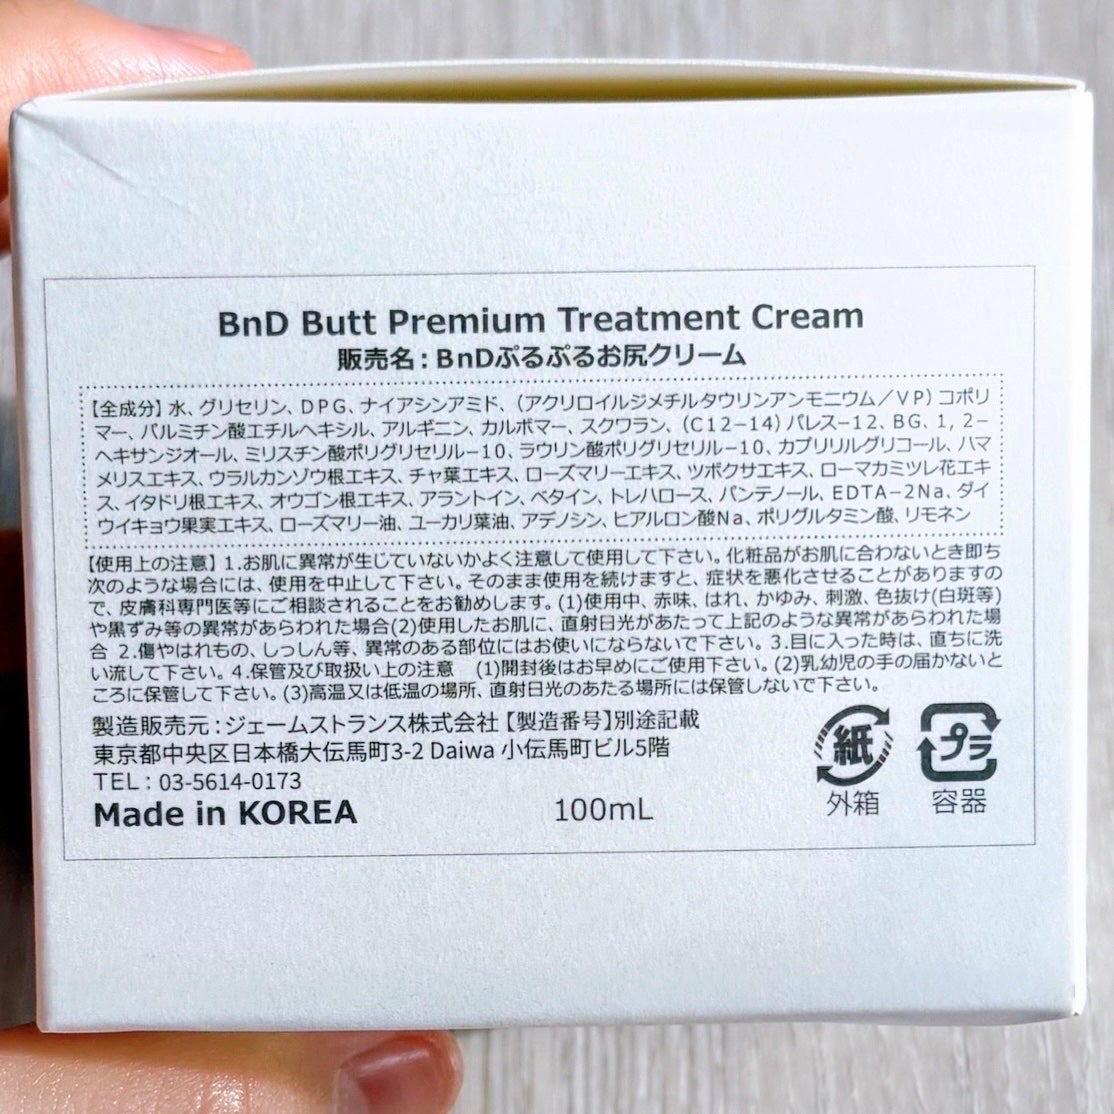 BnD Butt Premium Treatment Cream
販売名:BnDぷるぷるお尻クリーム
【全成分】水、グリセリン、DPG、ナイアシンアミド、(アクリロイルジメチルタウリンアンモニウム/VP)コポリ
マー、パルミチン酸エチルヘキシル、アルギニン、カルボマー、スクワラン、(C12-14)パレス-12、BG、1,2-
ヘキサンジオール、ミリスチン酸ポリグリセリル-10、ラウリン酸ポリグリセリル-10、カプリリルグリコール、ハマ
メリスエキス、ウラルカンゾウ根エキス、チャ葉エキス、ローズマリーエキス、ツボクサエキス、ローマカミツレ花エキ
ス、イタドリ根エキス、オウゴン根エキス、アラントイン、ベタイン、トレハロース、パンテノール、EDTA-2Na、ダイ
ウイキョウ果実エキス、ローズマリー油、ユーカリ葉油、アデノシン、ヒアルロン酸Na、ポリグルタミン酸、リモネン
【使用上の注意】1.お肌に異常が生じていないかよく注意して使用して下さい。化粧品がお肌に合わないとき即ち
次のような場合には、使用を中止して下さい。そのまま使用を続けますと、症状を悪化させることがありますの
で、皮膚科専門医等にご相談されることをお勧めします。(1)使用中、赤味、はれ、かゆみ、刺激、色抜け(白斑等)
や黒ずみ等の異常があらわれた場合(2)使用したお肌に、直射日光があたって上記のような異常があらわれた場
合 2.傷やはれもの、しっしん等、異常のある部位にはお使いにならないで下さい。3.目に入った時は、直ちに洗
い流して下さい。4.保管及び取扱い上の注意 (1)開封後はお早めにご使用下さい。(2)乳幼児の手の届かないと
ころに保管して下さい。(3)高温又は低温の場所、直射日光のあたる場所には保管しないで下さい。
製造販売元:ジェームストランス株式会社【製造番号】別途記載
東京都中央区日本橋大伝馬町3-2 Daiwa 小伝馬町ビル5階
TEL:03-5614-0173
Made in KOREA 100mL
紙 プラ
外箱 容器